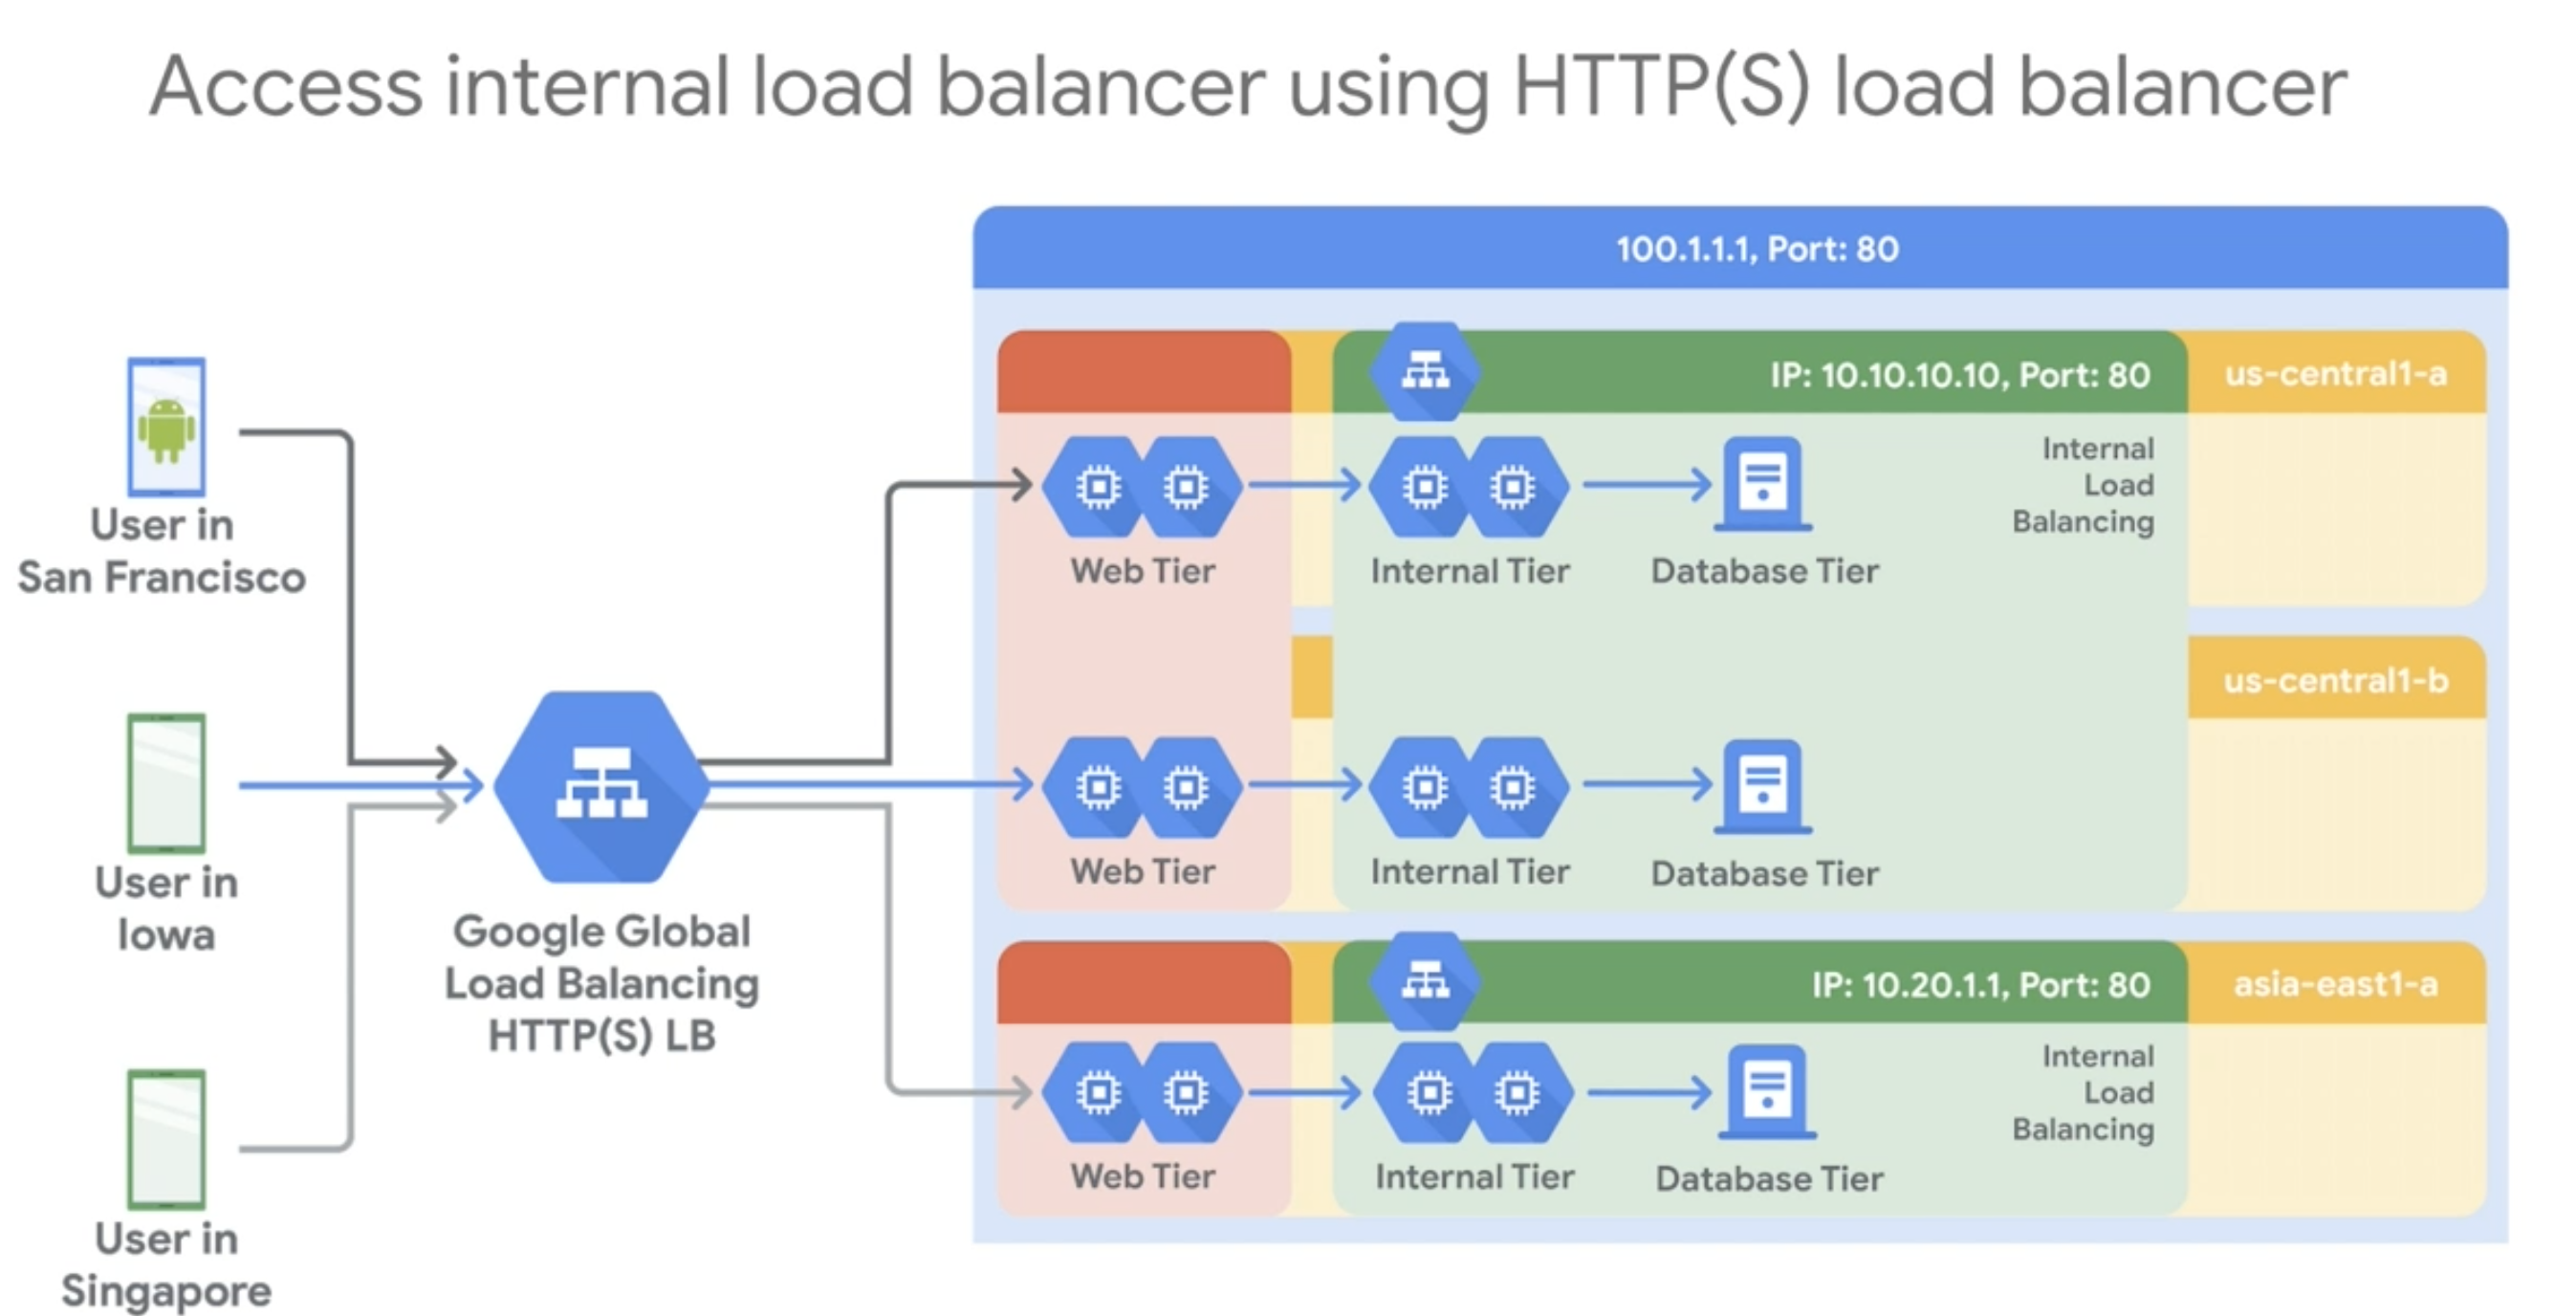 Access internal load balancer using HTTP(S) load balancer
User in
San Francisco
User in
Iowa
User in
Singapore
Google Global
Load Balancing
HTTP(S) LB
100.1.1.1, Port: 80
IP: 10.10.10.10, Port: 80
us-central1-a
Internal
Load
Balancing
Web Tier
Internal Tier
Database Tier
us-central1-b
Web Tier
Internal Tier
Database Tier
IP: 10.20.1.1, Port: 80
asia-east1-a
Internal
Load
Balancing
Web Tier
Internal Tier
Database Tier